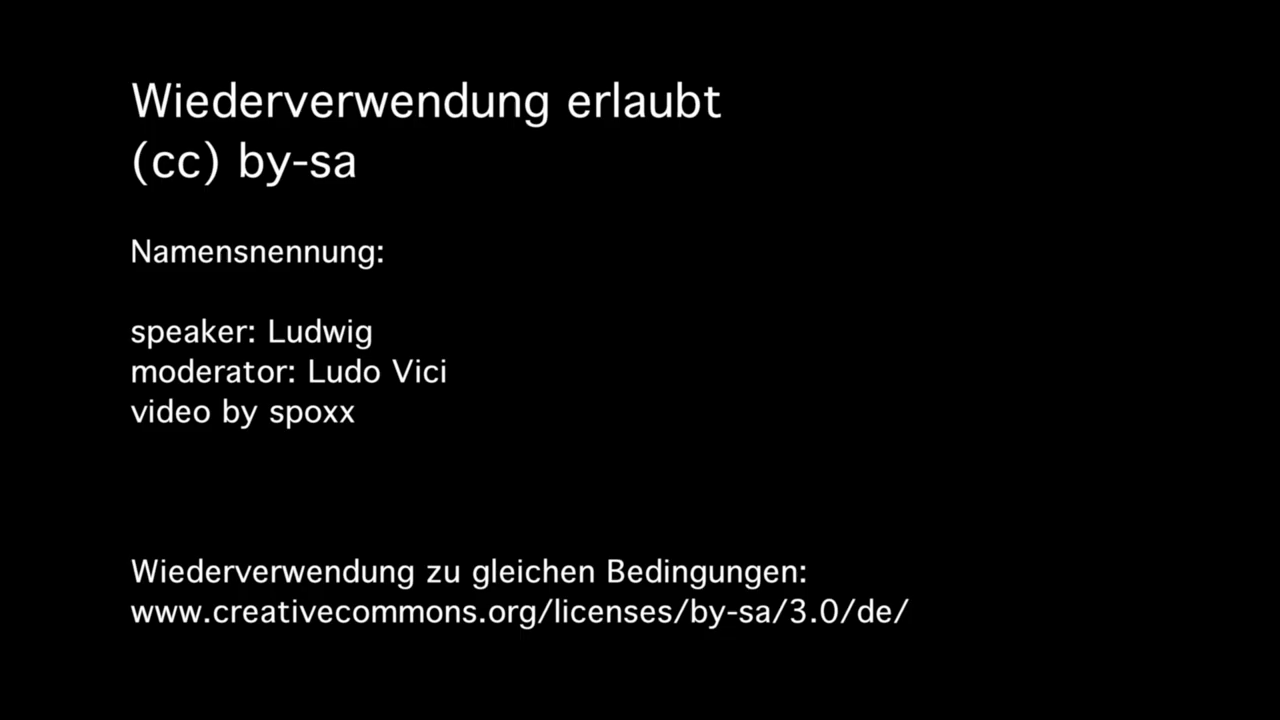 Wiederverwendung erlaubt
(cc) by-sa
Namensnennung:
speaker: Ludwig
moderator: Ludo Vici
video by spoxx
Wiederverwendung zu gleichen Bedingungen:
www.creativecommons.org/licenses/by-sa/3.0/de/